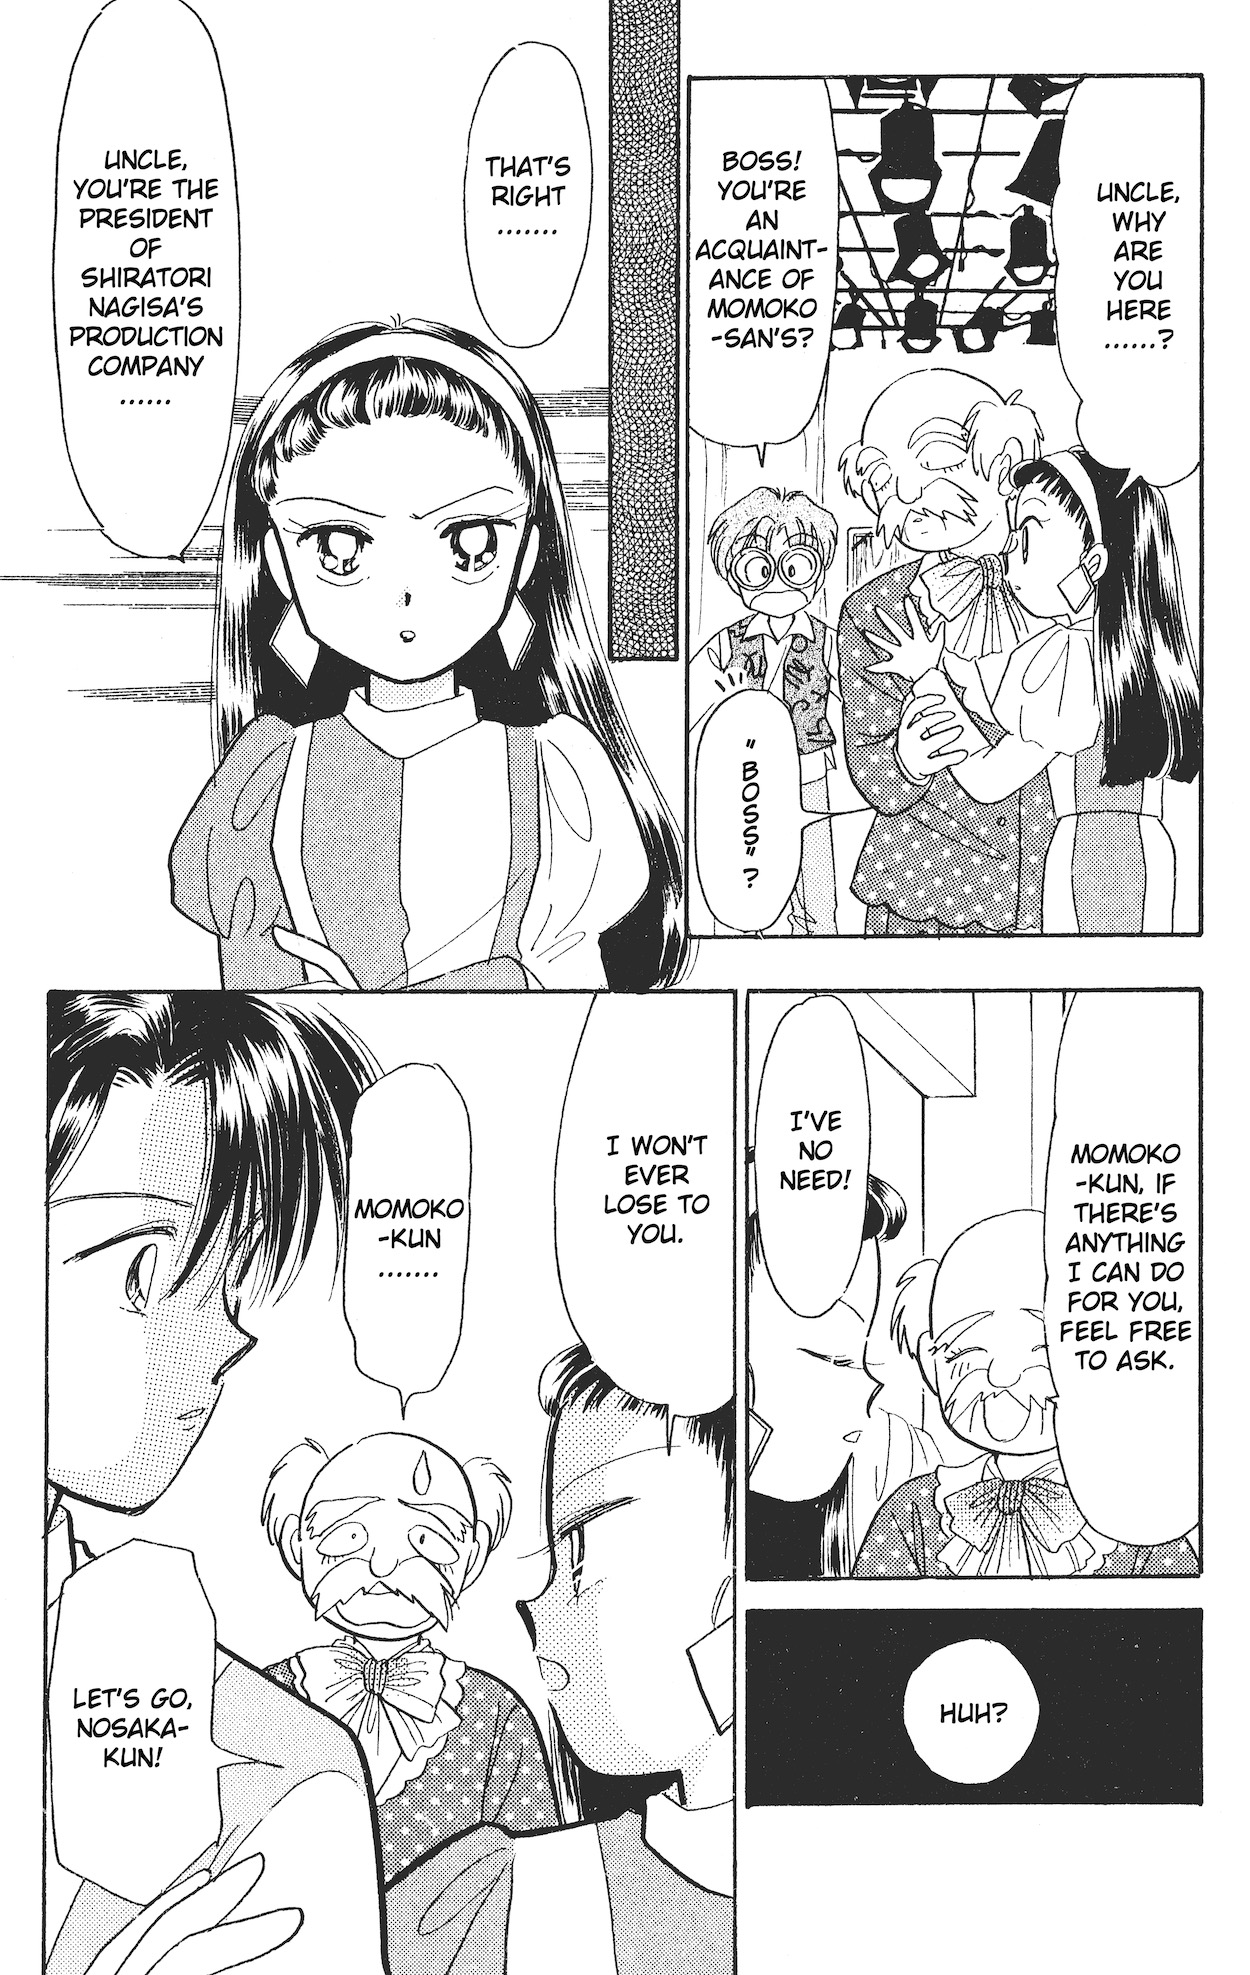 UNCLE,
WHY
ARE
YOU
HERE
......?
BOSS!
YOU'RE
AN
ACQUAINT-
ANCE OF
MOMOKO
-SAN'S?
"BOSS"?
THAT'S
RIGHT
.......
UNCLE,
YOU'RE THE
PRESIDENT
OF
SHIRATORI
NAGISA'S
PRODUCTION
COMPANY
......
MOMOKO
-KUN, IF
THERE'S
ANYTHING
I CAN DO
FOR YOU,
FEEL FREE
TO ASK.
I'VE
NO
NEED!
HUH?
I WON'T
EVER
LOSE TO
YOU.
MOMOKO
-KUN
.......
LET'S GO,
NOSAKA-
KUN!